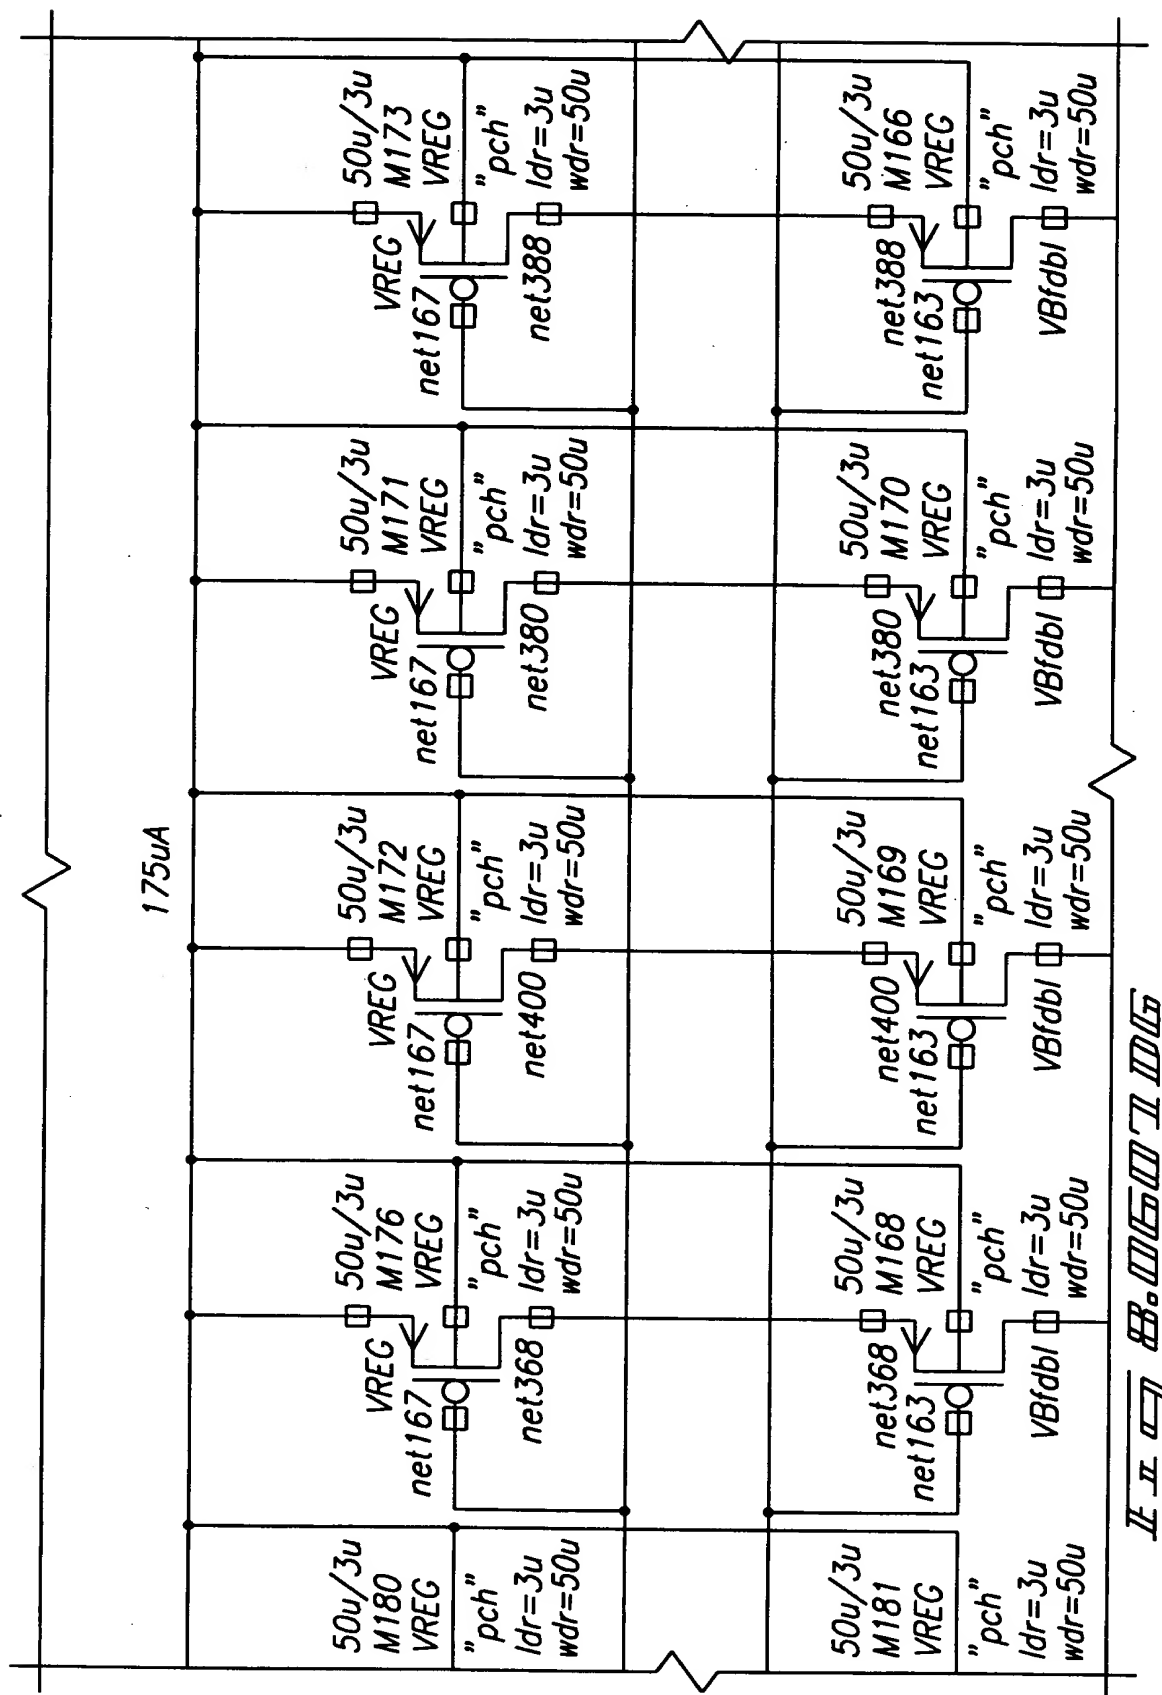 175uA
50u/3u
M180
VREG
"pch"
ldr=3u
wdr=50u
50u/3u
M176
VREG
"pch"
ldr=3u
wdr=50u
VREG
net167
net368
50u/3u
M172
VREG
"pch"
ldr=3u
wdr=50u
VREG
net167
net400
50u/3u
M171
VREG
"pch"
ldr=3u
wdr=50u
VREG
net167
net380
50u/3u
M173
VREG
"pch"
ldr=3u
wdr=50u
VREG
net167
net388
50u/3u
M181
VREG
"pch"
ldr=3u
wdr=50u
50u/3u
M168
VREG
"pch"
ldr=3u
wdr=50u
net368
net163
VBfdbl
50u/3u
M169
VREG
"pch"
ldr=3u
wdr=50u
net400
net163
VBfdbl
50u/3u
M170
VREG
"pch"
ldr=3u
wdr=50u
net380
net163
VBfdbl
50u/3u
M166
VREG
"pch"
ldr=3u
wdr=50u
net388
net163
VBfdbl